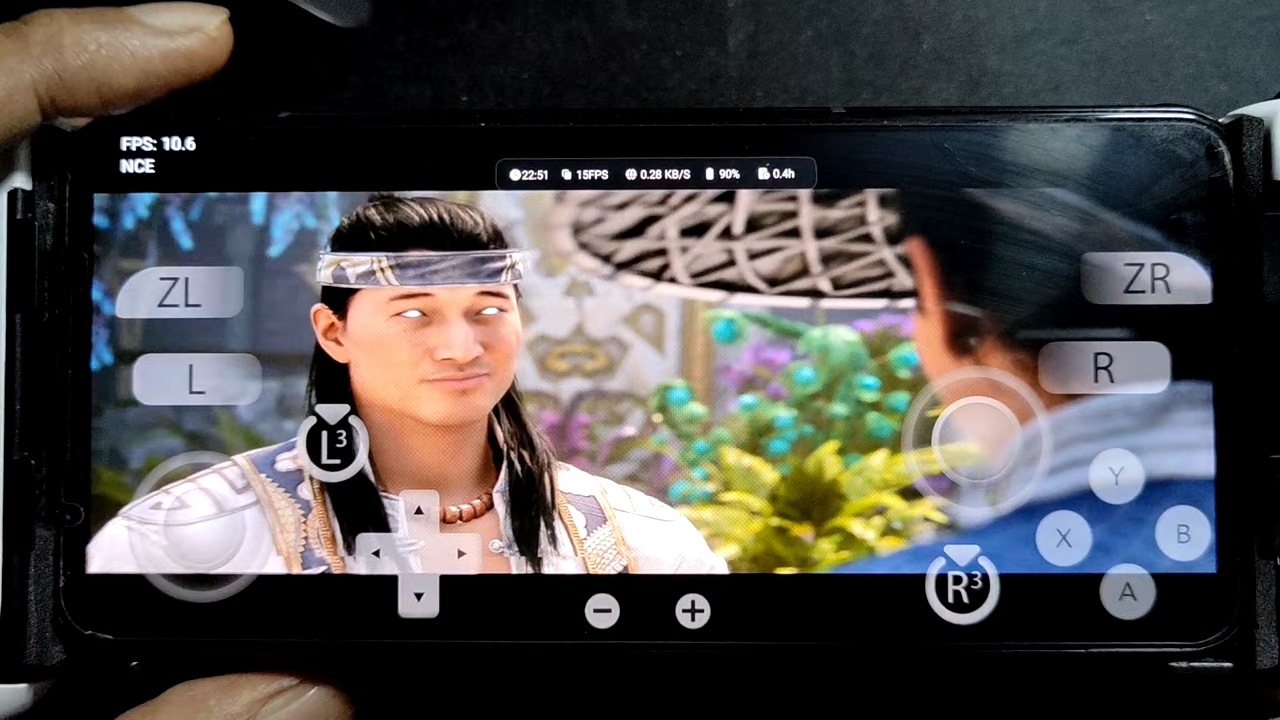 FPS: 10.6
NCE
22:51 15FPS 0.28 KB/S 90% 0.4h
ZL
ZR
L
R
L3
Y
X
B
R3
A